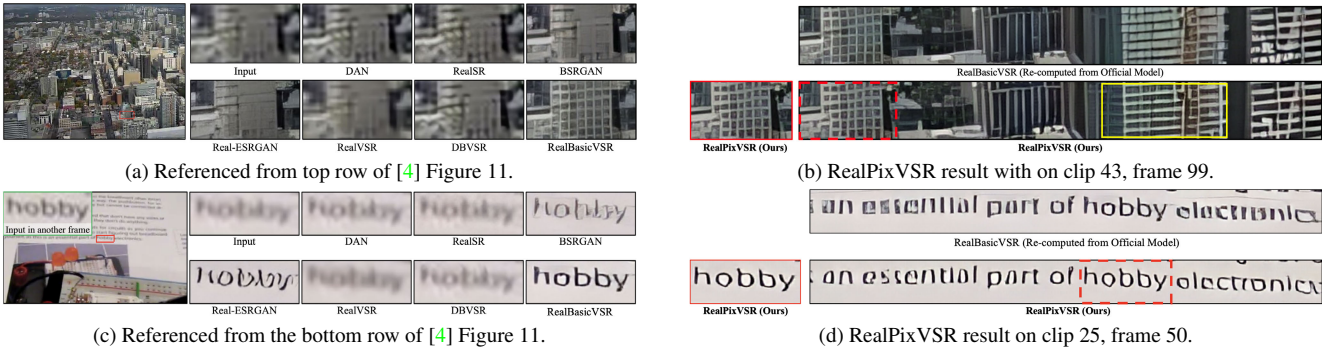 Input
DAN
RealSR
BSRGAN
Real-ESRGAN
RealVSR
DBVSR
RealBasicVSR
(a) Referenced from top row of [4] Figure 11.
RealBasicVSR (Re-computed from Official Model)
RealPixVSR (Ours)
RealPixVSR (Ours)
(b) RealPixVSR result with on clip 43, frame 99.
hobby
Input in another frame
hobby
Input
DAN
RealSR
BSRGAN
hobby
Real-ESRGAN
RealVSR
DBVSR
RealBasicVSR
(c) Referenced from the bottom row of [4] Figure 11.
an essential part of hobby electronics
RealBasicVSR (Re-computed from Official Model)
hobby
RealPixVSR (Ours)
an essential part of hobby electronics
RealPixVSR (Ours)
(d) RealPixVSR result on clip 25, frame 50.